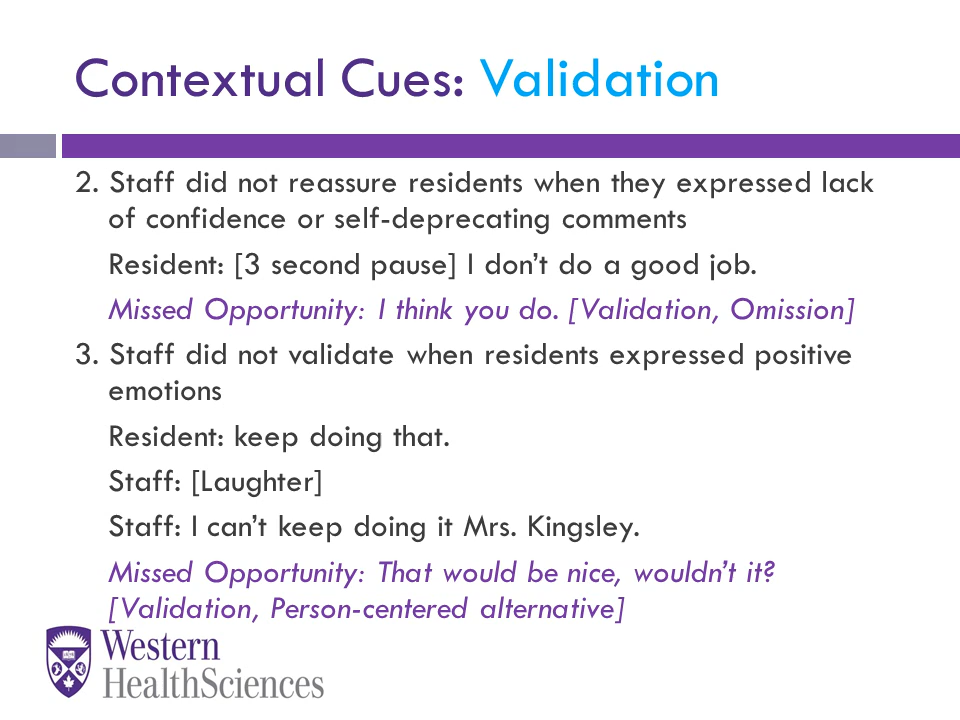 Contextual Cues: Validation
2. Staff did not reassure residents when they expressed lack
of confidence or self-deprecating comments
Resident: [3 second pause] I don’t do a good job.
Missed Opportunity: I think you do. [Validation, Omission]
3. Staff did not validate when residents expressed positive
emotions
Resident: keep doing that.
Staff: [Laughter]
Staff: I can’t keep doing it Mrs. Kingsley.
Missed Opportunity: That would be nice, wouldn’t it?
[Validation, Person-centered alternative]
Western
HealthSciences